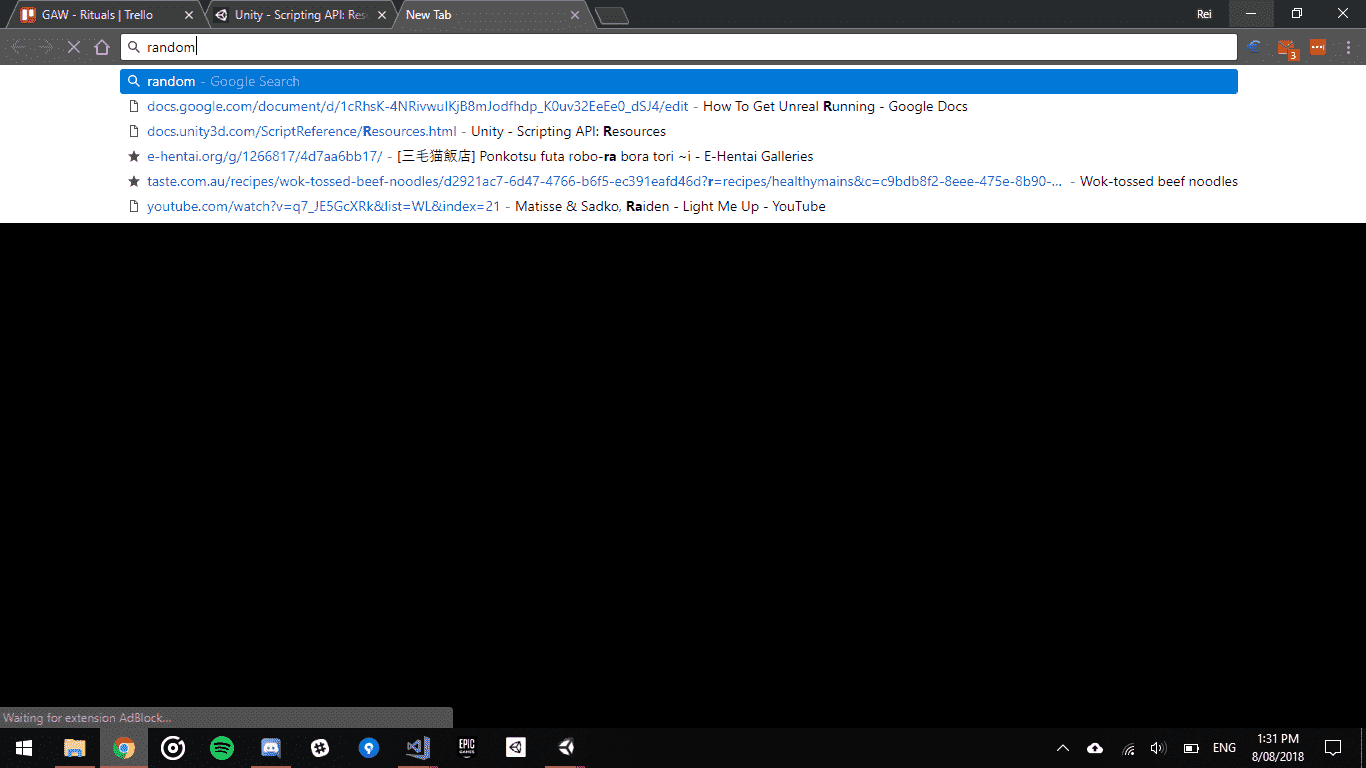 GAW - Rituals | Trello
Unity - Scripting API: Res
New Tab
Rei
random
3
random - Google Search
docs.google.com/document/d/1cRhsK-4NRivwuIKjB8mJodfhdp_K0uv32EeEe0_dSJ4/edit - How To Get Unreal Running - Google Docs
docs.unity3d.com/ScriptReference/Resources.html - Unity - Scripting API: Resources
e-hentai.org/g/1266817/4d7aa6bb17/ - [三毛猫飯店] Ponkotsu futa robo-ra bora tori ~i - E-Hentai Galleries
taste.com.au/recipes/wok-tossed-beef-noodles/d2921ac7-6d47-4766-b6f5-ec391eafd46d?r=recipes/healthymains&c=c9bdb8f2-8eee-475e-8b90-... - Wok-tossed beef noodles
youtube.com/watch?v=q7_JE5GcXRk&list=WL&index=21 - Matisse & Sadko, Raiden - Light Me Up - YouTube
Waiting for extension AdBlock...
EPIC
GAMES
ENG
1:31 PM
8/08/2018